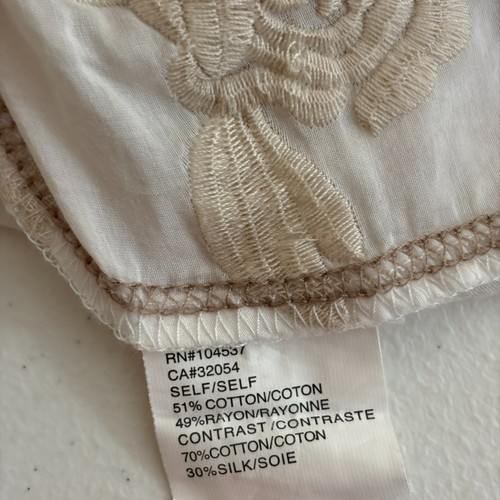 RN#104537
CA#32054
SELF/SELF
51% COTTON/COTON
49%RAYON/RAYONNE
CONTRAST /CONTRASTE
70%COTTON/COTON
30%SILK/SOIE